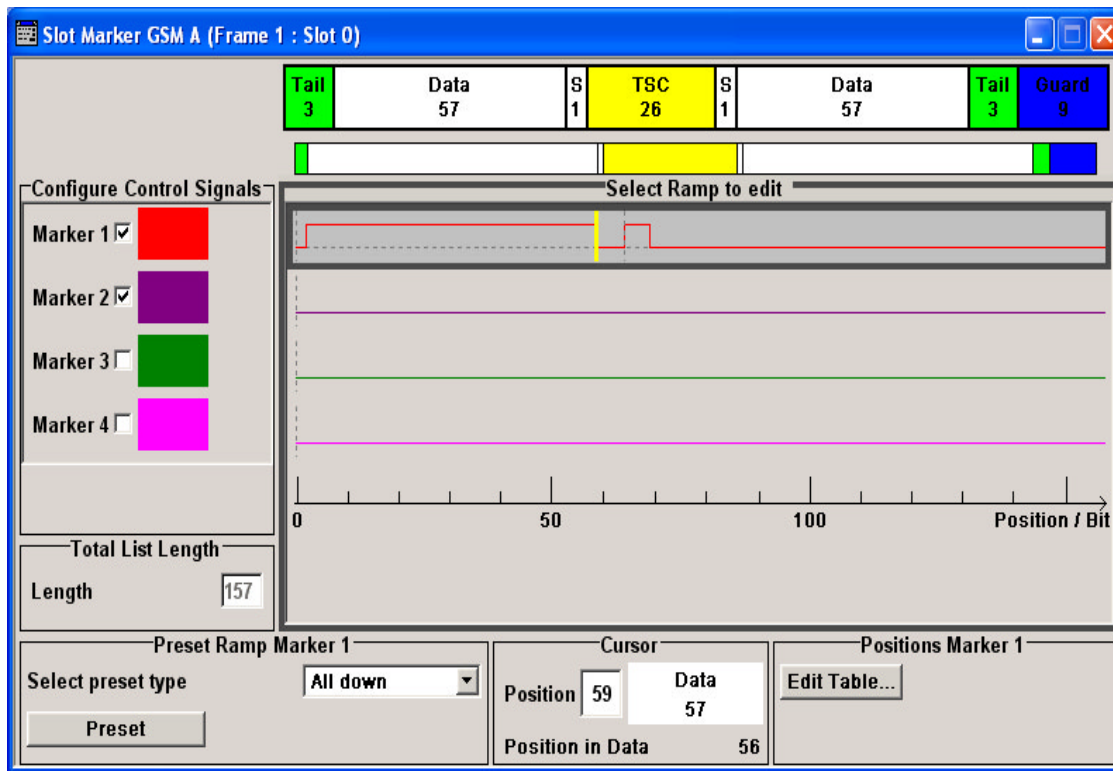 Slot Marker GSM A (Frame 1 : Slot 0)
Tail Data S TSC S Data Tail Guard
3 57 1 26 1 57 3 9
Configure Control Signals
Select Ramp to edit
Marker 1
Marker 2
Marker 3
Marker 4
0 50 100 Position / Bit
Total List Length
Length 157
Preset Ramp Marker 1
Select preset type All down
Preset
Cursor
Position 59 Data
57
Position in Data 56
Positions Marker 1
Edit Table...